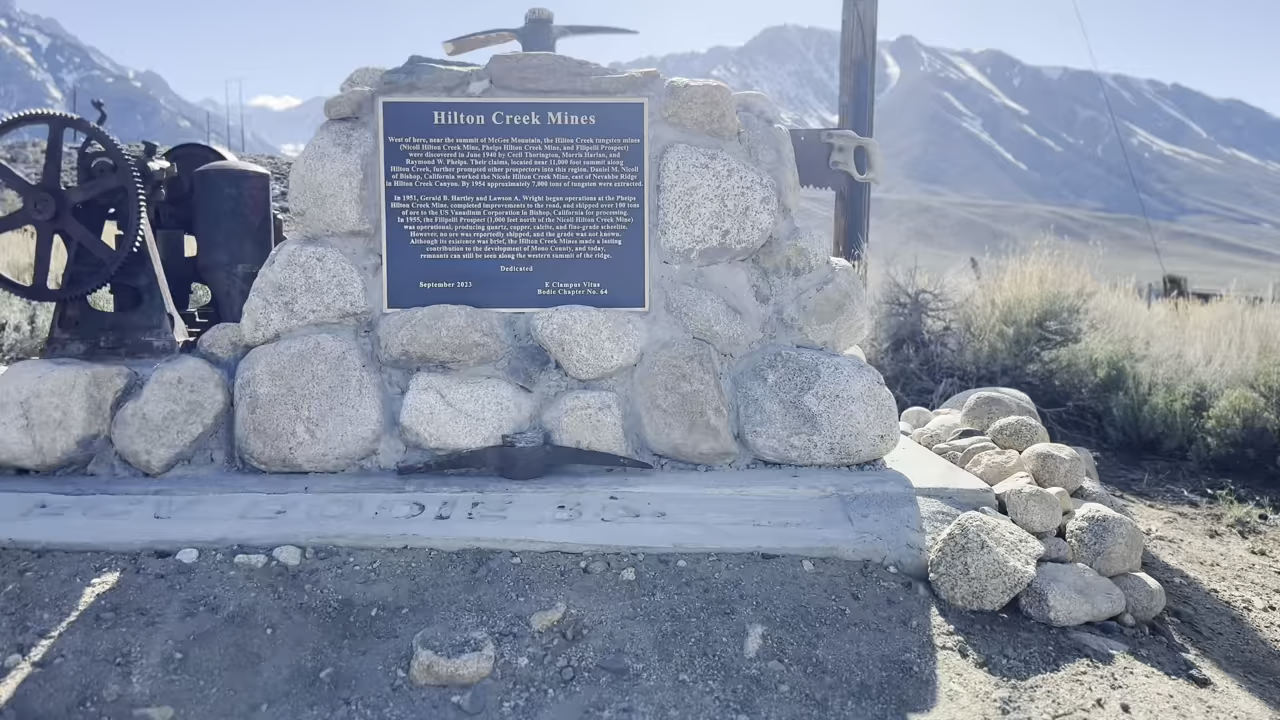 Hilton Creek Mines
West of here, near the summit of McGee Mountain, the Hilton Creek tungsten mines
(Nicoll Hilton Creek Mine, Phelps Hilton Creek Mine, and Filipelli Prospect)
were discovered in June 1940 by Cecil Thorington, Morris Harlan, and
Raymond W. Phelps. Their claims, located near 11,000 foot summit along
Hilton Creek, further prompted other prospectors into this region. Daniel M. Nicoll
of Bishop, California worked the Nicole Hilton Creek Mine, east of Nevahbe Ridge
in Hilton Creek Canyon. By 1954 approximately 7,000 tons of tungsten were extracted.
In 1951, Gerald B. Hartley and Lawson A. Wright began operations at the Phelps
Hilton Creek Mine, completed improvements to the road, and shipped over 100 tons
of ore to the US Vanadium Corporation in Bishop, California for processing.
In 1955, the Filipelli Prospect (1,000 feet north of the Nicoll Hilton Creek Mine)
was operational, producing quartz, copper, calcite, and fluo-grade scheelite.
However, no ore was reportedly shipped, and the grade was not known.
Although its existence was brief, the Hilton Creek Mines made a lasting
contribution to the development of Mono County, and today,
remnants can still be seen along the western summit of the ridge.
Dedicated
September 2023
E Clampus Vitus
Bodie Chapter No. 64